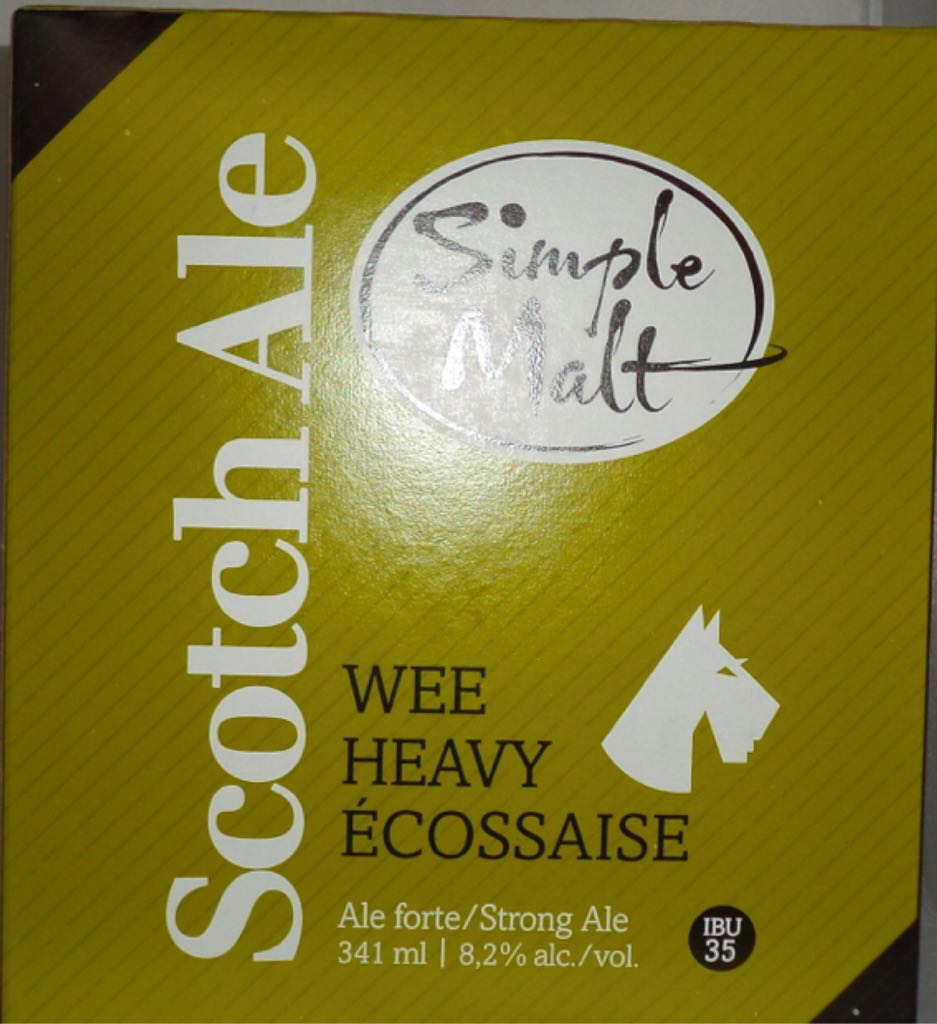 Scotch Ale
Simple
Malt
WEE
HEAVY
ÉCOSSAISE
Ale forte/Strong Ale
341 ml | 8,2% alc./vol.
IBU
35